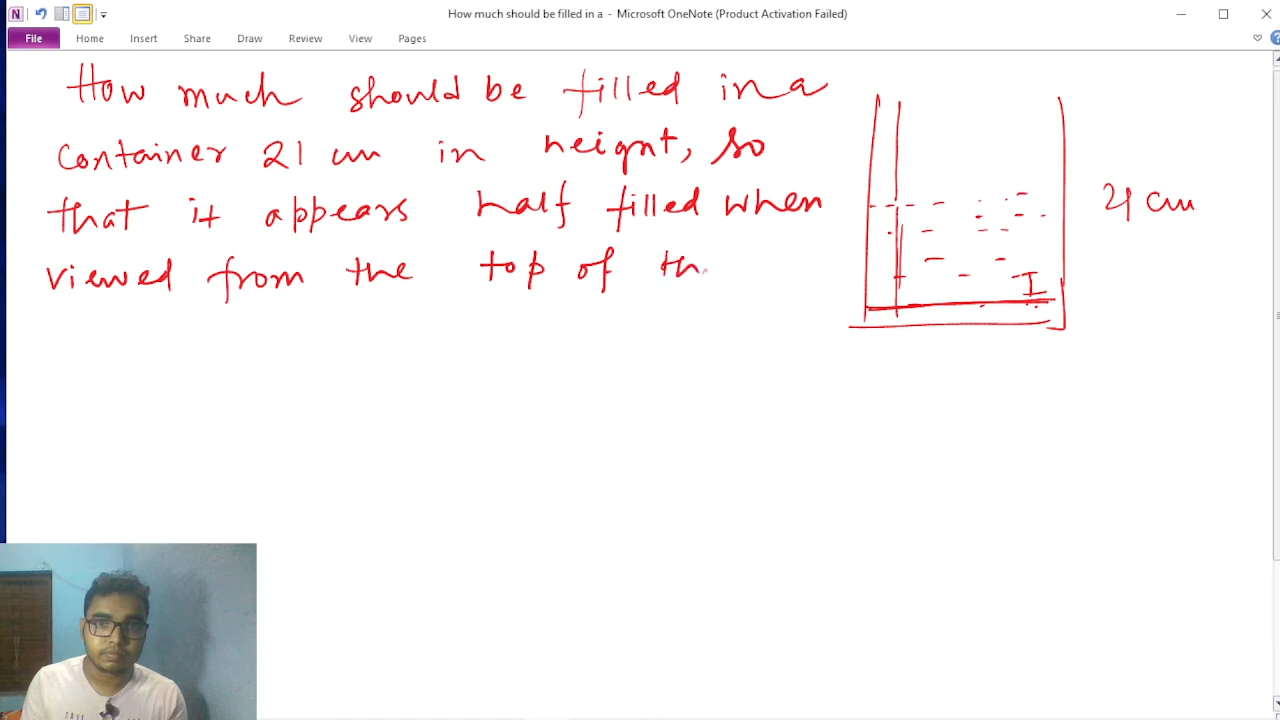 How much should be filled in a - Microsoft OneNote (Product Activation Failed)
File Home Insert Share Draw Review View Pages
How much should be filled in a
container 21 cm in height, so
that it appears half filled when
viewed from the top of th
21 cm
I